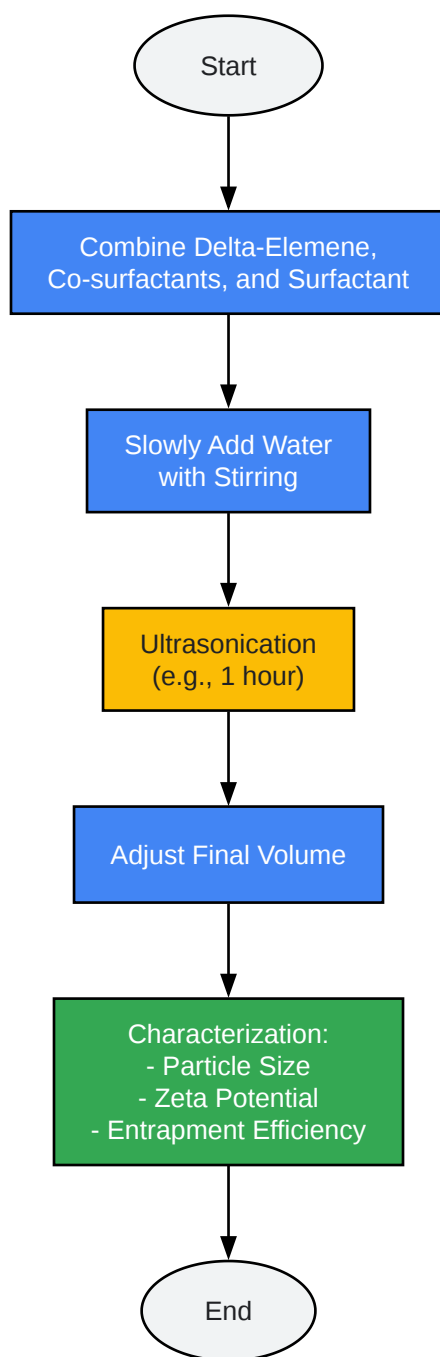 Start
Combine Delta-Elemene,
Co-surfactants, and Surfactant
Slowly Add Water
with Stirring
Ultrasonication
(e.g., 1 hour)
Adjust Final Volume
Characterization:
- Particle Size
- Zeta Potential
- Entrapment Efficiency
End